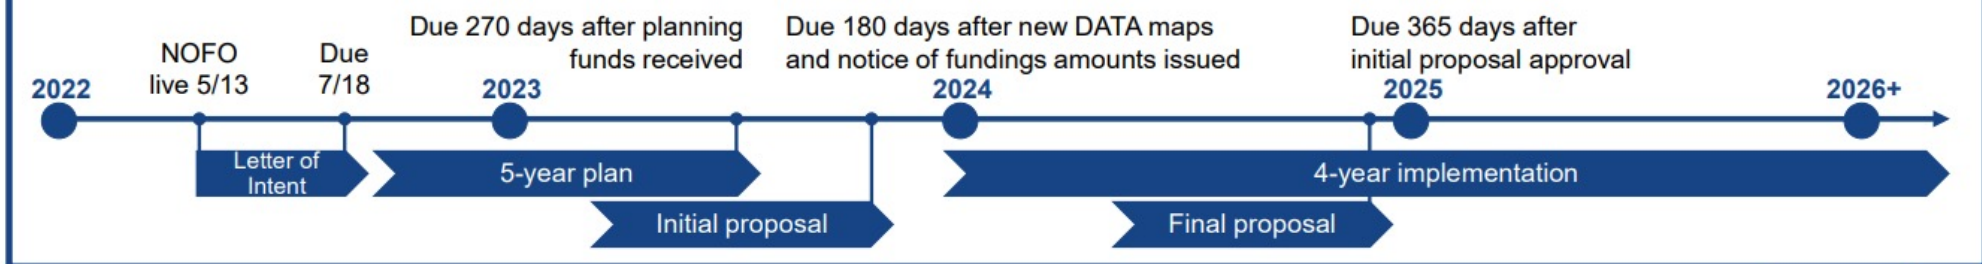 NOFO
live 5/13
Due
7/18
Due 270 days after planning
funds received
Due 180 days after new DATA maps
and notice of fundings amounts issued
Due 365 days after
initial proposal approval
2022
2023
2024
2025
2026+
Letter of
Intent
5-year plan
4-year implementation
Initial proposal
Final proposal